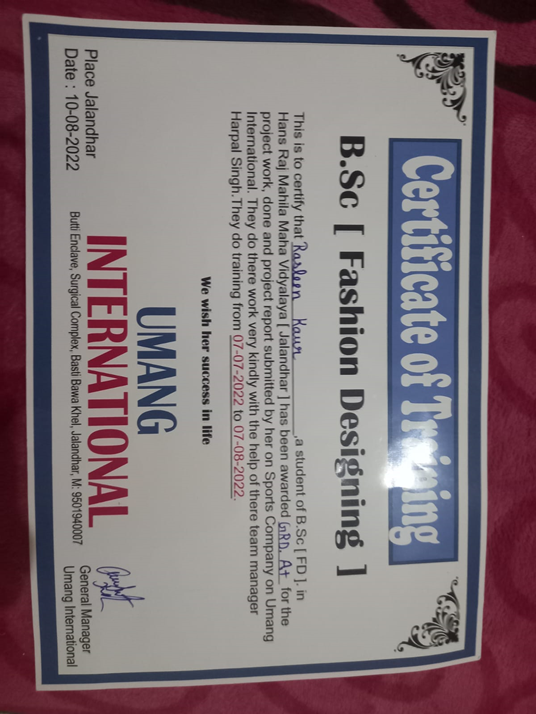 Certificate of Training
B.Sc [ Fashion Designing ]
This is to certify that Rasleen Kaur ,a student of B.Sc [ FD ]. in
Hans Raj Mahila Maha Vidyalaya [ Jalandhar ] has been awarded GRD. A+ for the
project work, done and project report submitted by her on Sports Company on Umang
International. They do there work very kindly with the help of there team manager
Harpal Singh.They do training from 07-07-2022 to 07-08-2022.
We wish her success in life
Place Jalandhar
Date : 10-08-2022
UMANG
INTERNATIONAL
Butti Enclave, Surgical Complex, Basti Bawa Khel, Jalandhar, M: 9501940007
General Manager
Umang International